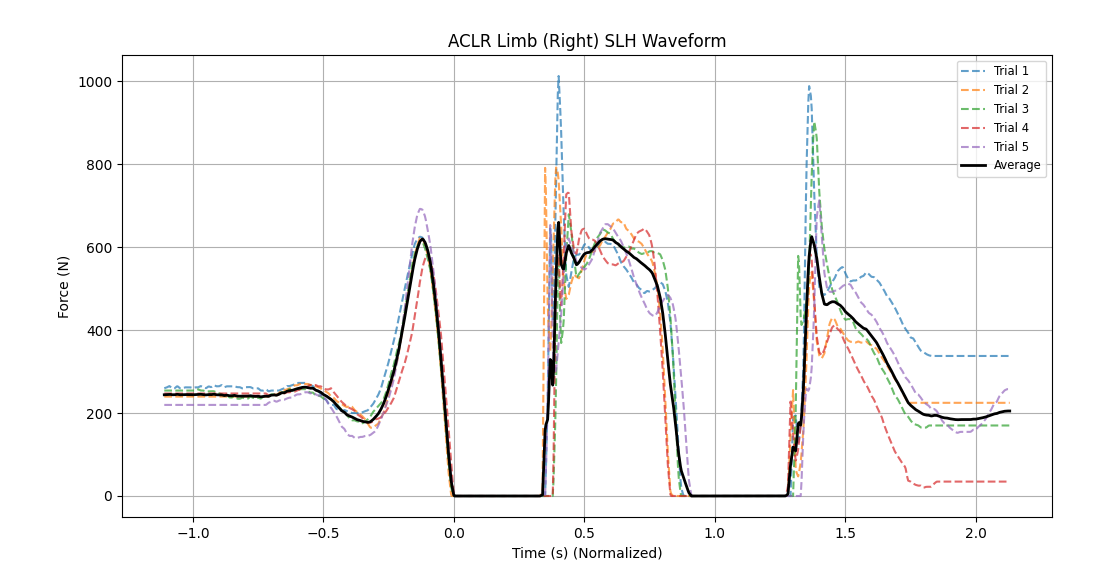 ACLR Limb (Right) SLH Waveform
Force (N)
1000
800
600
400
200
0
−1.0
−0.5
0.0
0.5
1.0
1.5
2.0
Time (s) (Normalized)
Trial 1
Trial 2
Trial 3
Trial 4
Trial 5
Average